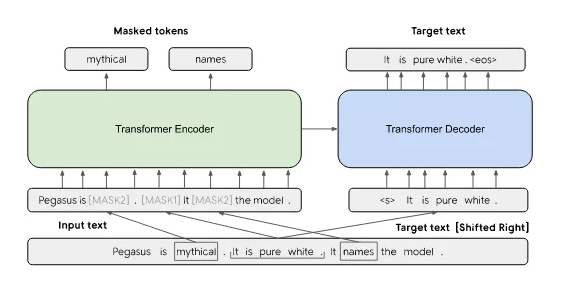 Masked tokens
Target text
mythical
names
It is pure white . <eos>
Transformer Encoder
Transformer Decoder
Pegasus is [MASK2] . [MASK1] it [MASK2] the model .
<s> It is pure white .
Input text
Target text [Shifted Right]
Pegasus is mythical . It is pure white . It names the model .